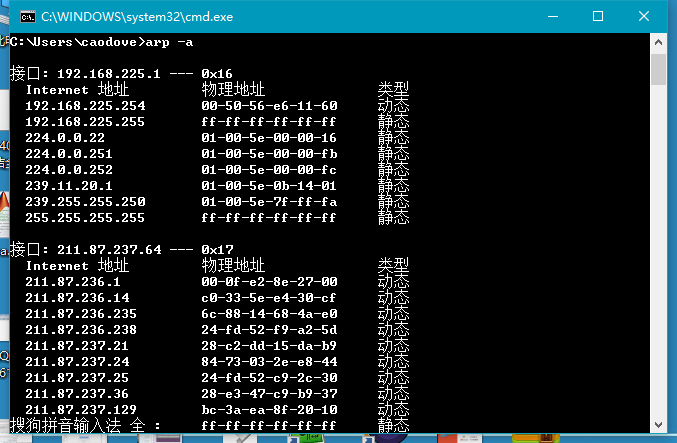 C:\WINDOWS\system32\cmd.exe
C:\Users\caodove>arp -a
接口: 192.168.225.1 --- 0x16
Internet 地址 物理地址 类型
192.168.225.254 00-50-56-e6-11-60 动态
192.168.225.255 ff-ff-ff-ff-ff-ff 静态
224.0.0.22 01-00-5e-00-00-16 静态
224.0.0.251 01-00-5e-00-00-fb 静态
224.0.0.252 01-00-5e-00-00-fc 静态
239.11.20.1 01-00-5e-0b-14-01 静态
239.255.255.250 01-00-5e-7f-ff-fa 静态
255.255.255.255 ff-ff-ff-ff-ff-ff 静态
接口: 211.87.237.64 --- 0x17
Internet 地址 物理地址 类型
211.87.236.1 00-0f-e2-8e-27-00 动态
211.87.236.14 c0-33-5e-e4-30-cf 动态
211.87.236.235 6c-88-14-68-4a-e0 动态
211.87.236.238 24-fd-52-f9-a2-5d 动态
211.87.237.21 28-c2-dd-15-da-b9 动态
211.87.237.24 84-73-03-2e-e8-44 动态
211.87.237.25 24-fd-52-c9-2c-30 动态
211.87.237.36 28-e3-47-c9-b9-37 动态
211.87.237.129 bc-3a-ea-8f-20-10 动态
搜狗拼音输入法 全 : ff-ff-ff-ff-ff-ff 静态